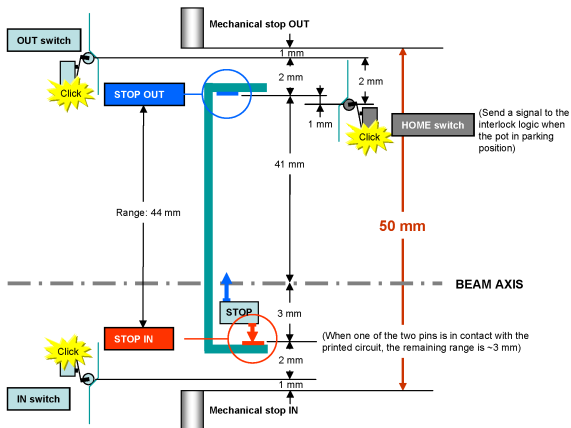 Mechanical stop OUT
OUT switch
1 mm
2 mm
2 mm
Click
STOP OUT
1 mm
HOME switch
(Send a signal to the
interlock logic when
the pot in parking
position)
Click
41 mm
Range: 44 mm
50 mm
BEAM AXIS
STOP
3 mm
STOP IN
(When one of the two pins is in contact with the
printed circuit, the remaining range is ~3 mm)
Click
2 mm
1 mm
IN switch
Mechanical stop IN